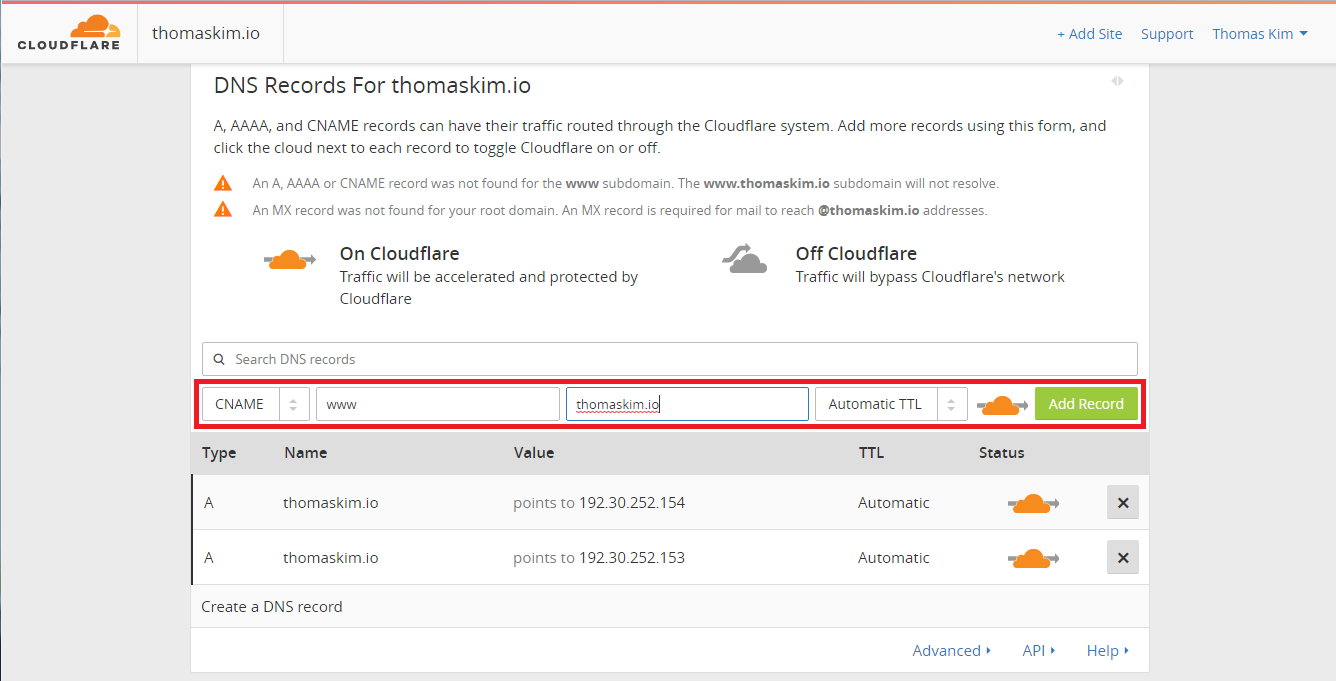 CLOUDFLARE
thomaskim.io
+ Add Site Support Thomas Kim
DNS Records For thomaskim.io
A, AAAA, and CNAME records can have their traffic routed through the Cloudflare system. Add more records using this form, and
click the cloud next to each record to toggle Cloudflare on or off.
An A, AAAA or CNAME record was not found for the www subdomain. The www.thomaskim.io subdomain will not resolve.
An MX record was not found for your root domain. An MX record is required for mail to reach @thomaskim.io addresses.
On Cloudflare
Traffic will be accelerated and protected by
Cloudflare
Off Cloudflare
Traffic will bypass Cloudflare's network
Search DNS records
CNAME www thomaskim.io Automatic TTL Add Record
Type Name Value TTL Status
A thomaskim.io points to 192.30.252.154 Automatic
A thomaskim.io points to 192.30.252.153 Automatic
Create a DNS record
Advanced API Help